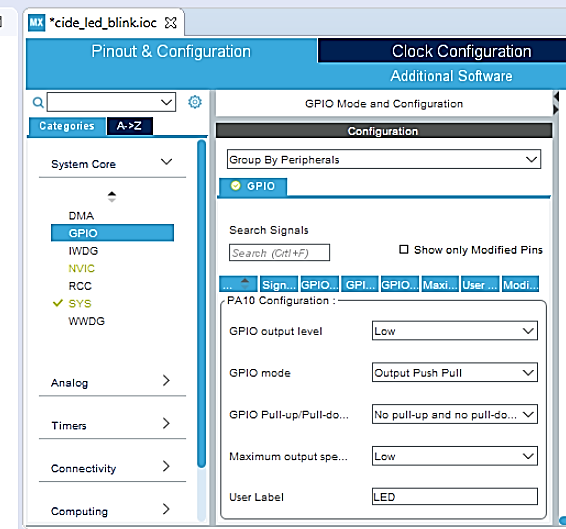 MX *cide_led_blink.ioc
Pinout & Configuration
Clock Configuration
Additional Software
GPIO Mode and Configuration
Categories
A->Z
Configuration
System Core
Group By Peripherals
GPIO
DMA
GPIO
IWDG
NVIC
RCC
SYS
WWDG
Search Signals
Search (Crtl+F)
Show only Modified Pins
... Sign... GPIO... GPI... GPIO... Maxi... User ... Modi...
PA10 Configuration :
GPIO output level
Low
GPIO mode
Output Push Pull
GPIO Pull-up/Pull-do...
No pull-up and no pull-do...
Maximum output spe...
Low
User Label
LED
Analog
Timers
Connectivity
Computing